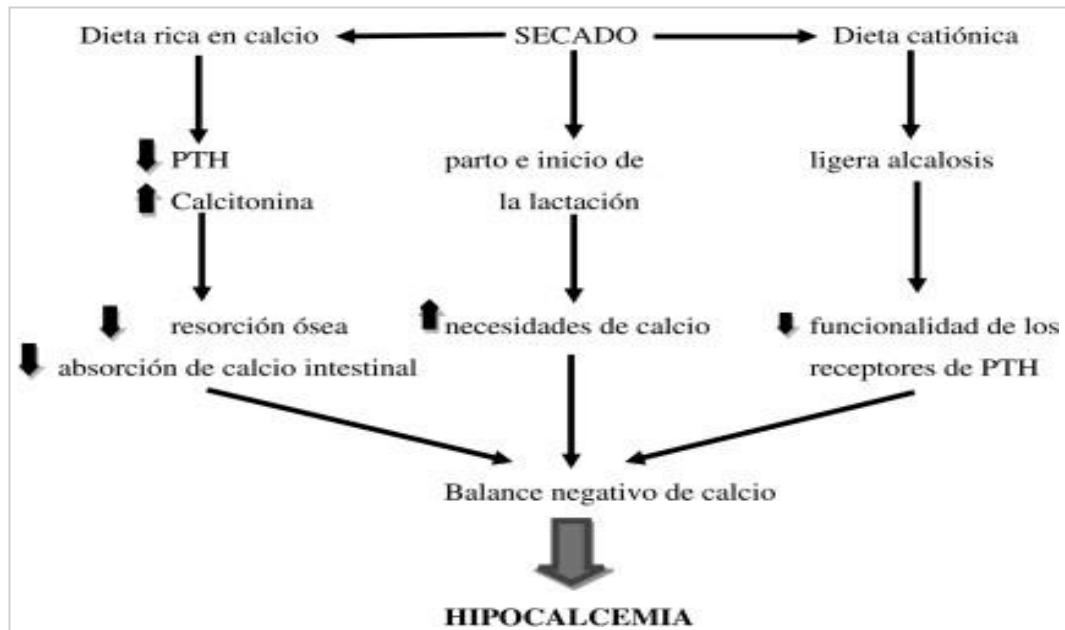 Dieta rica en calcio
SECADO
Dieta catiónica
PTH
Calcitonina
parto e inicio de
la lactación
ligera alcalosis
resorción ósea
absorción de calcio intestinal
necesidades de calcio
funcionalidad de los
receptores de PTH
Balance negativo de calcio
HIPOCALCEMIA